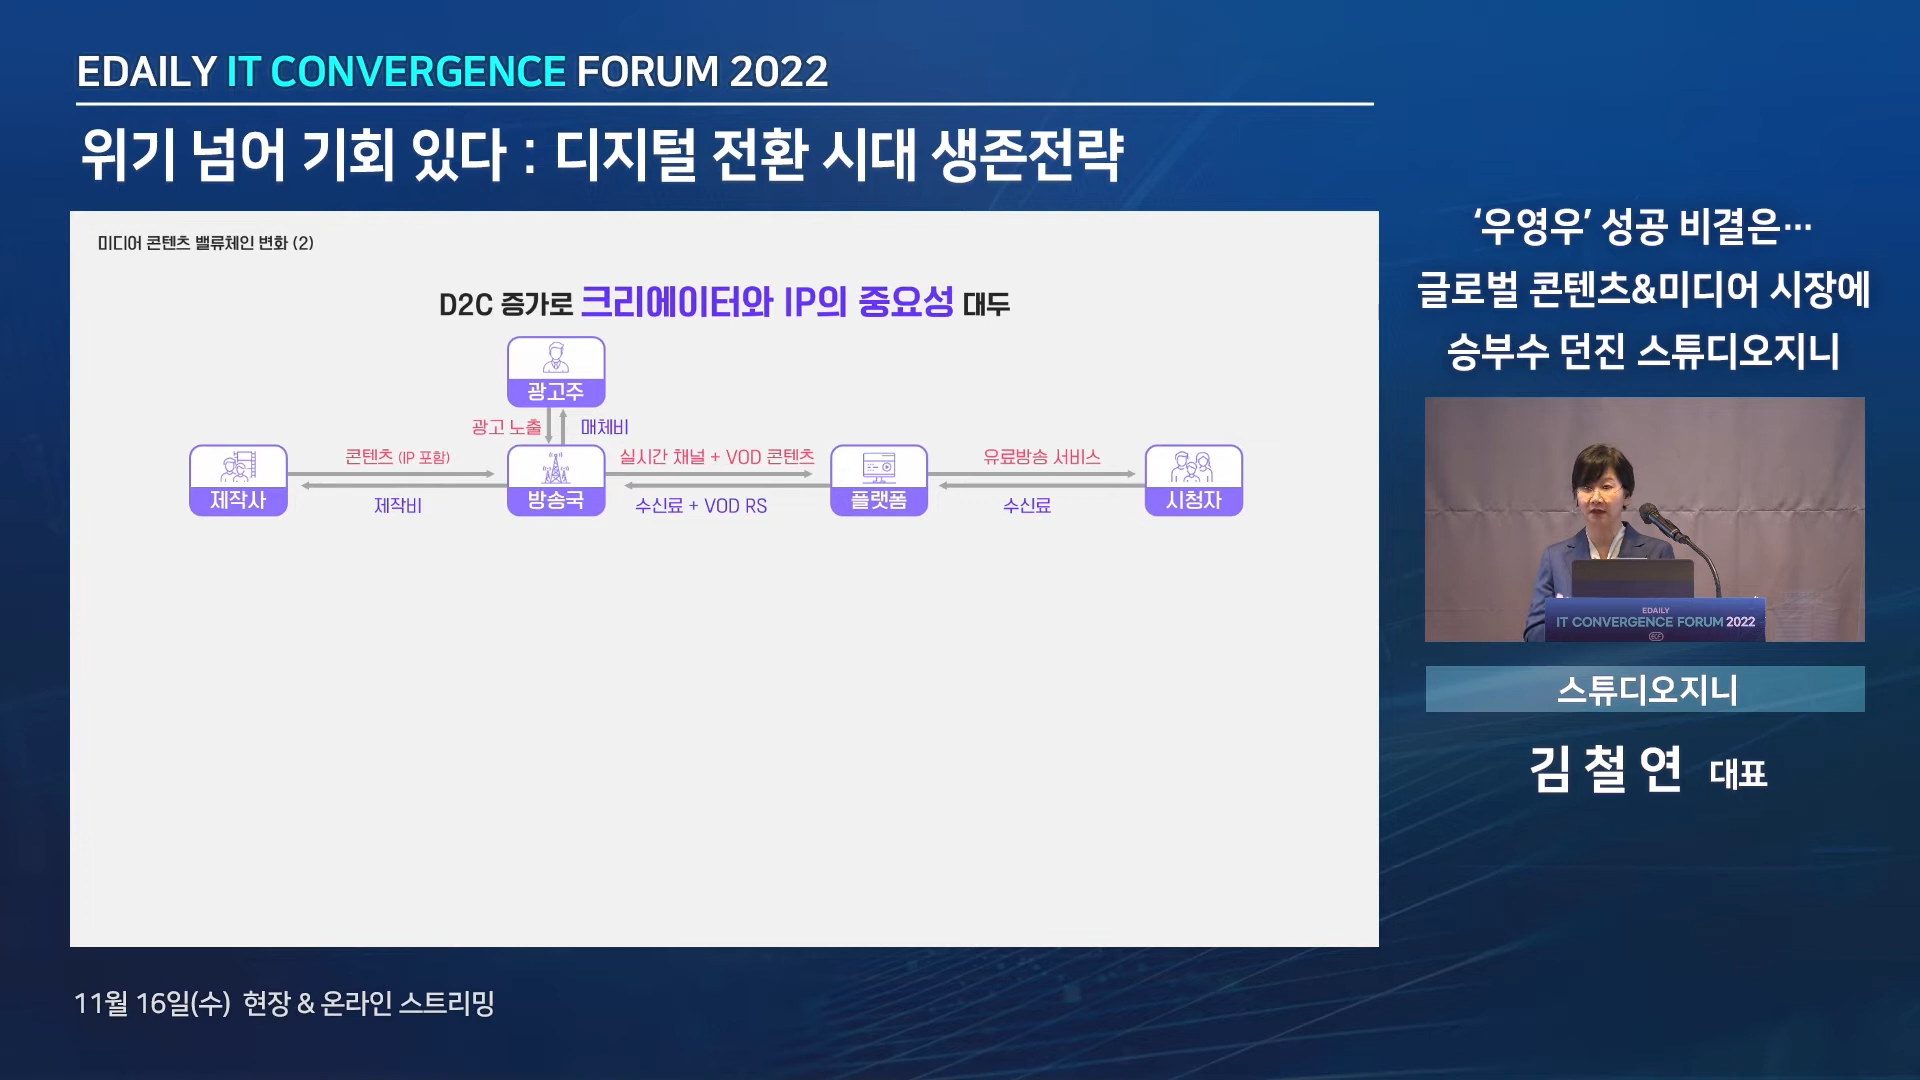 EDAILY IT CONVERGENCE FORUM 2022
위기 넘어 기회 있다 : 디지털 전환 시대 생존전략
미디어 콘텐츠 밸류체인 변화 (2)
D2C 증가로 크리에이터와 IP의 중요성 대두
광고주
광고 노출
매체비
제작사
콘텐츠 (IP 포함)
제작비
방송국
실시간 채널 + VOD 콘텐츠
수신료 + VOD RS
플랫폼
유료방송 서비스
수신료
시청자
‘우영우’ 성공 비결은…
글로벌 콘텐츠&미디어 시장에
승부수 던진 스튜디오지니
EDAILY
IT CONVERGENCE FORUM 2022
스튜디오지니
김철연 대표
11월 16일(수) 현장 & 온라인 스트리밍